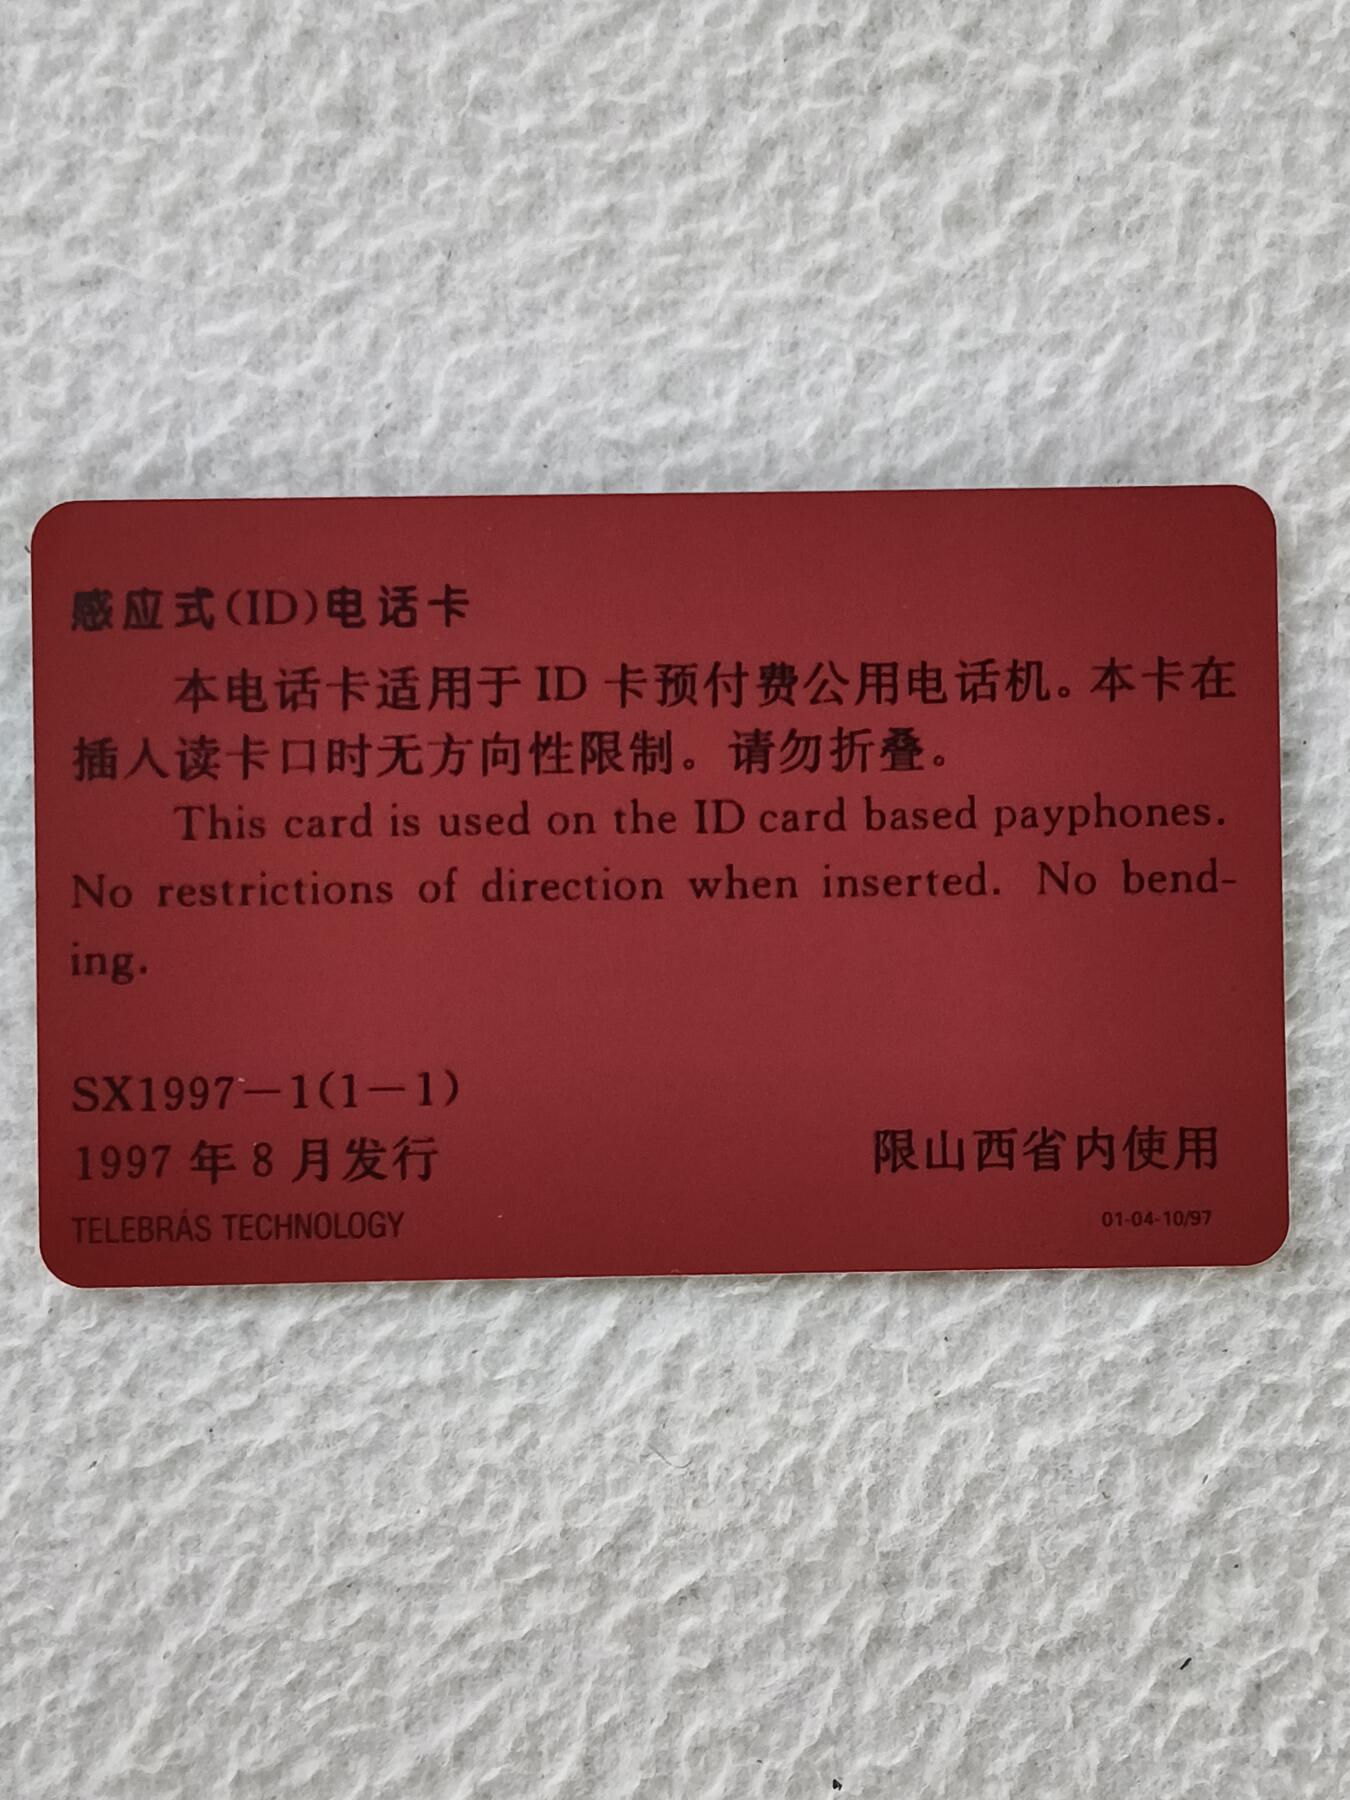 感应式(ID)电话卡
本电话卡适用于 ID 卡预付费公用电话机。本卡在
插入读卡口时无方向性限制。请勿折叠。
This card is used on the ID card based payphones.
No restrictions of direction when inserted. No bend-
ing.
SX1997-1(1-1)
1997 年 8 月发行
限山西省内使用
TELEBRÁS TECHNOLOGY
01-04-10/97